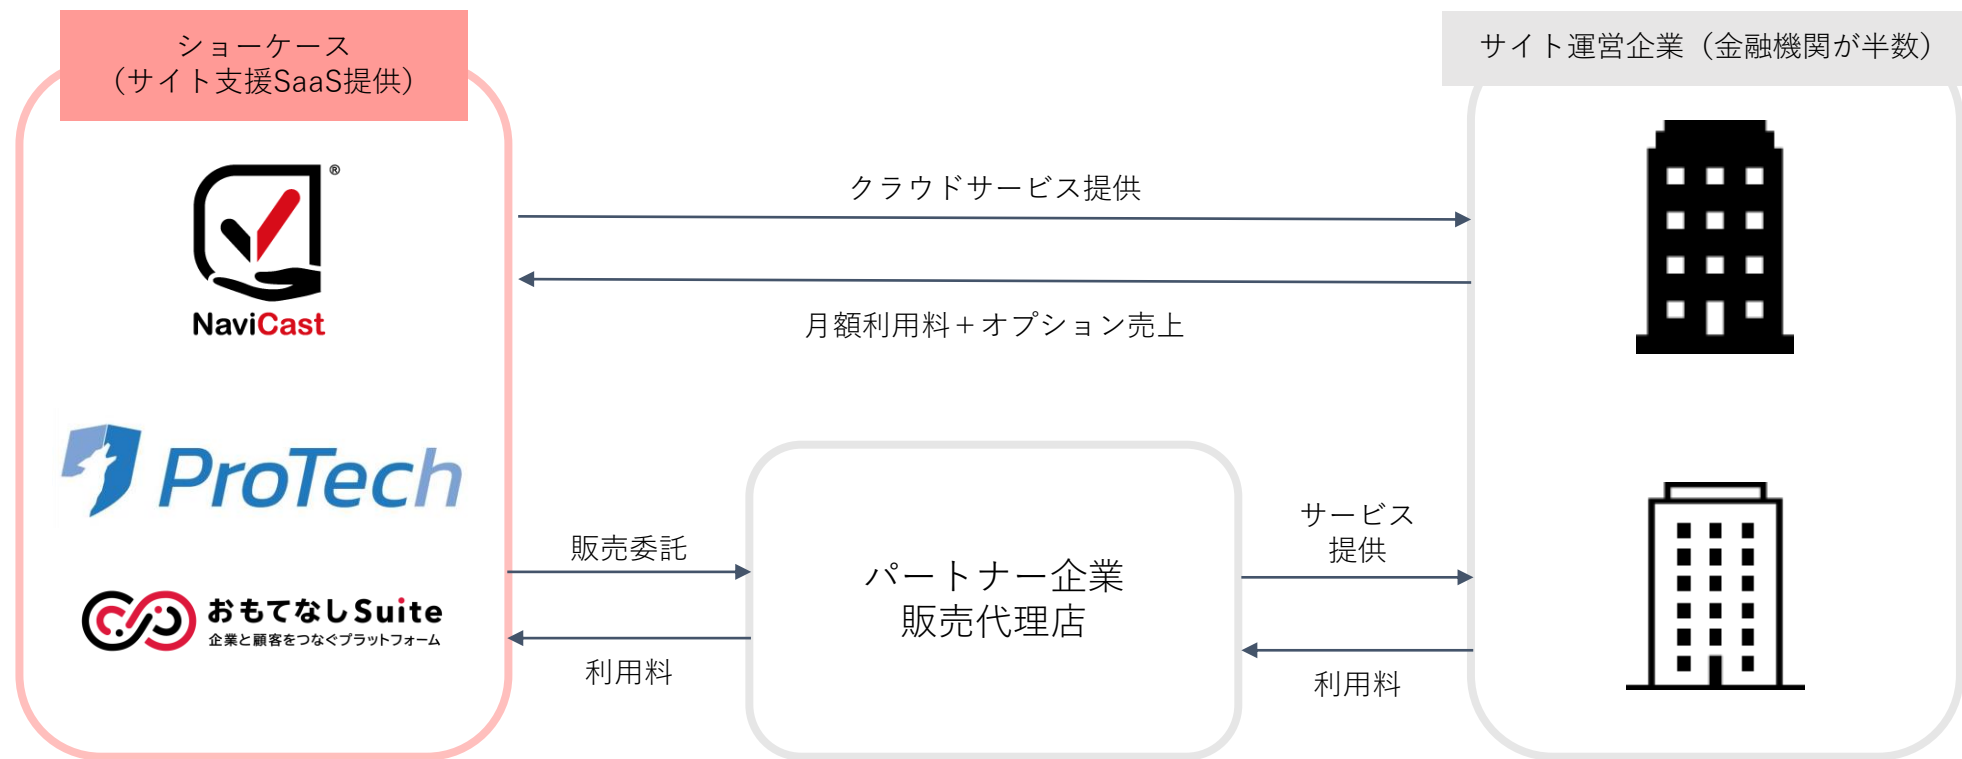 ショーケース
（サイト支援SaaS提供）
サイト運営企業（金融機関が半数）
®
NaviCast
クラウドサービス提供
月額利用料＋オプション売上
ProTech
おもてなしSuite
企業と顧客をつなぐプラットフォーム
販売委託
利用料
パートナー企業
販売代理店
サービス
提供
利用料